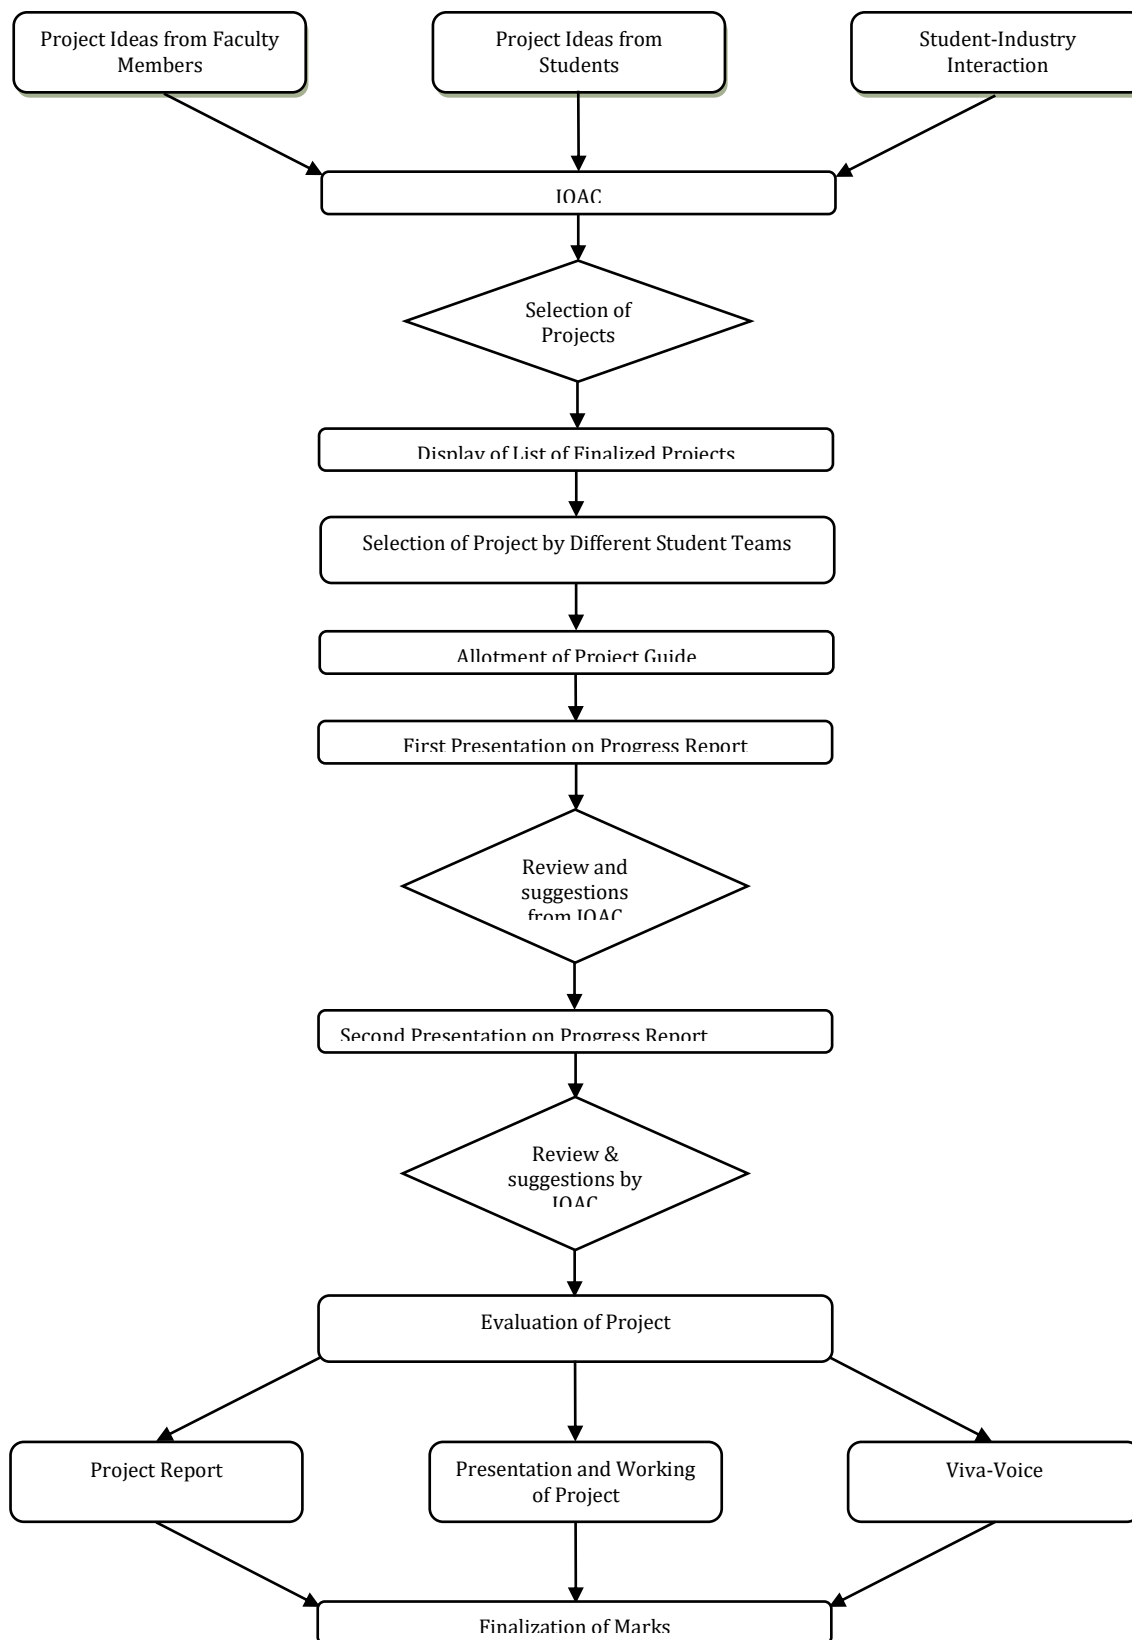 Project Ideas from Faculty
Members
Project Ideas from
Students
Student-Industry
Interaction
IQAC
Selection of
Projects
Display of List of Finalized Projects
Selection of Project by Different Student Teams
Allotment of Project Guide
First Presentation on Progress Report
Review and
suggestions
from IQAC
Second Presentation on Progress Report
Review &
suggestions by
IQAC
Evaluation of Project
Project Report
Presentation and Working
of Project
Viva-Voice
Finalization of Marks